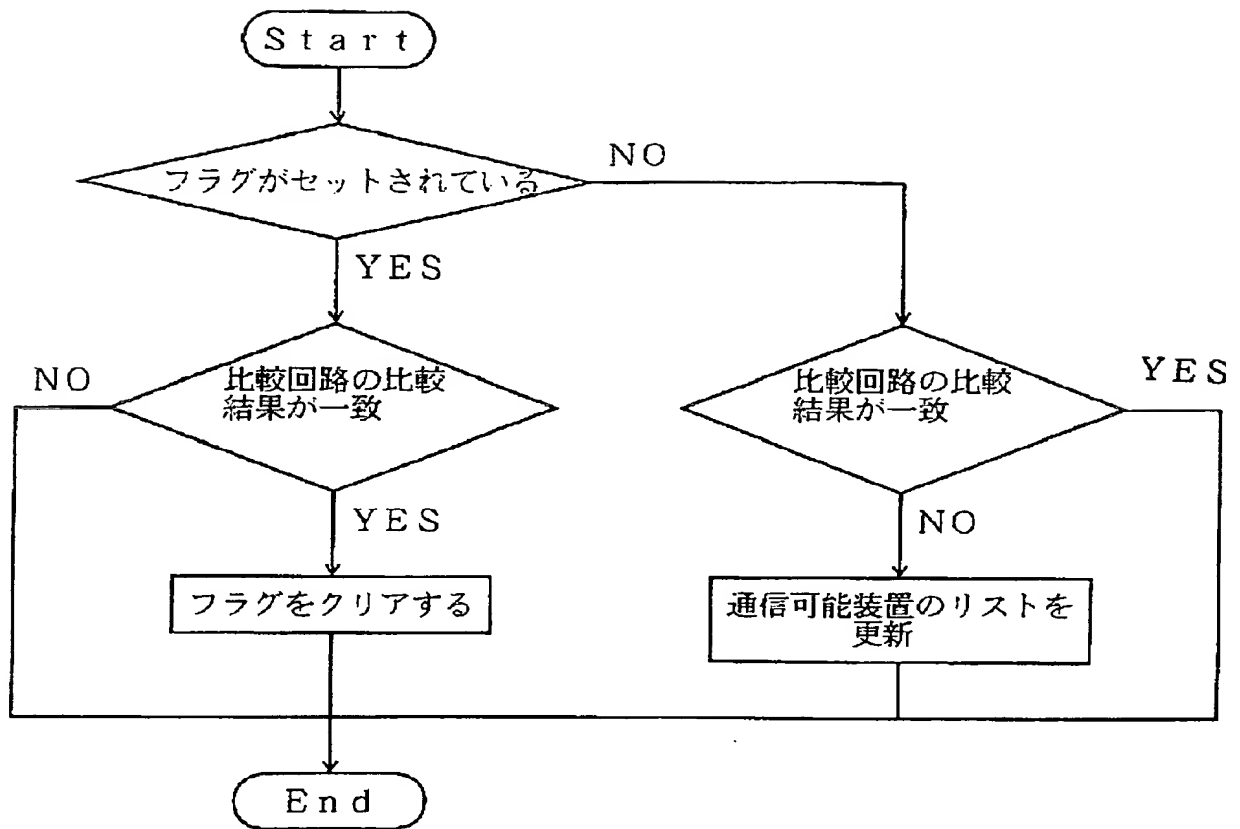 Start
フラグがセットされている
NO
YES
NO
比較回路の比較
結果が一致
比較回路の比較
結果が一致
YES
YES
NO
フラグをクリアする
通信可能装置のリストを
更新
End